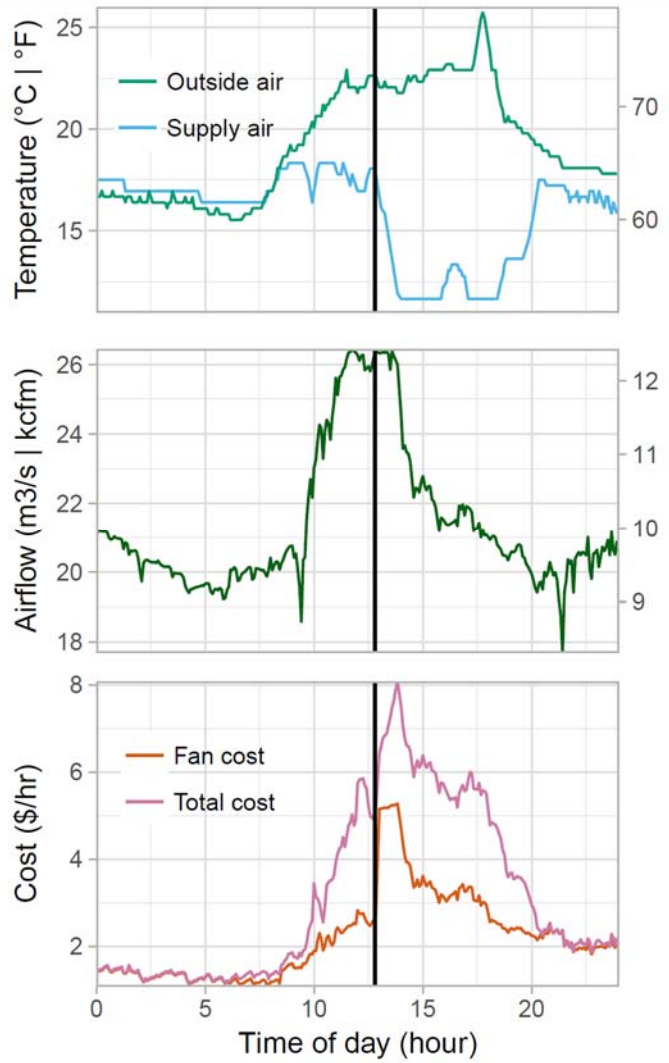 Temperature (°C | °F)
25
20
15
70
60
Outside air
Supply air
Airflow (m3/s | kcfm)
26
24
22
20
18
12
11
10
9
Cost ($/hr)
8
6
4
2
Fan cost
Total cost
0 5 10 15 20
Time of day (hour)